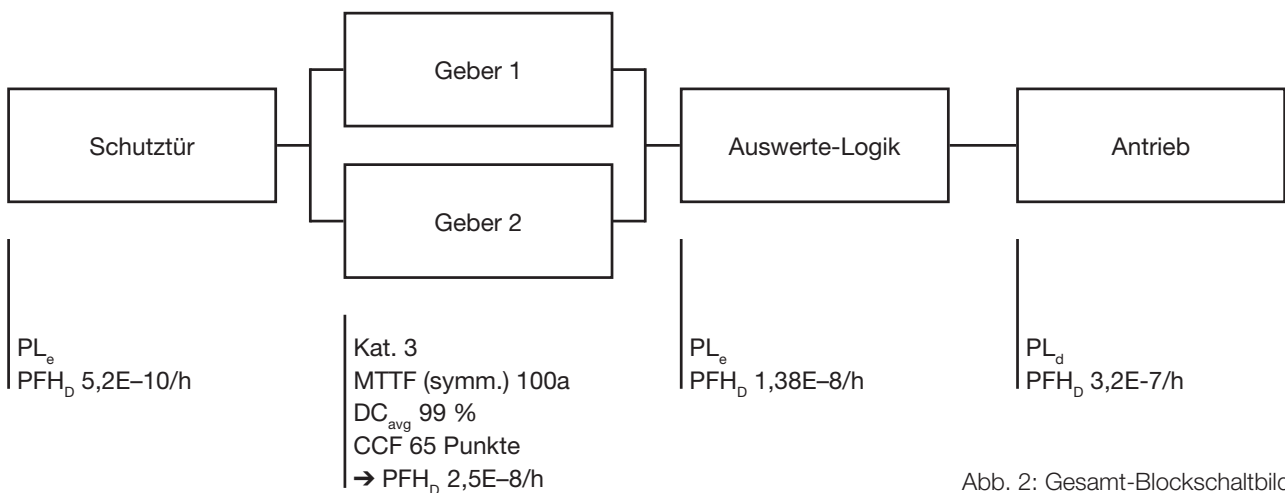 Geber 1
Schutztür
Auswerte-Logik
Antrieb
Geber 2
PLe
PFHD 5,2E–10/h
Kat. 3
MTTF (symm.) 100a
DCavg 99 %
CCF 65 Punkte
➔ PFHD 2,5E–8/h
PLe
PFHD 1,38E–8/h
PLd
PFHD 3,2E-7/h
Abb. 2: Gesamt-Blockschaltbild